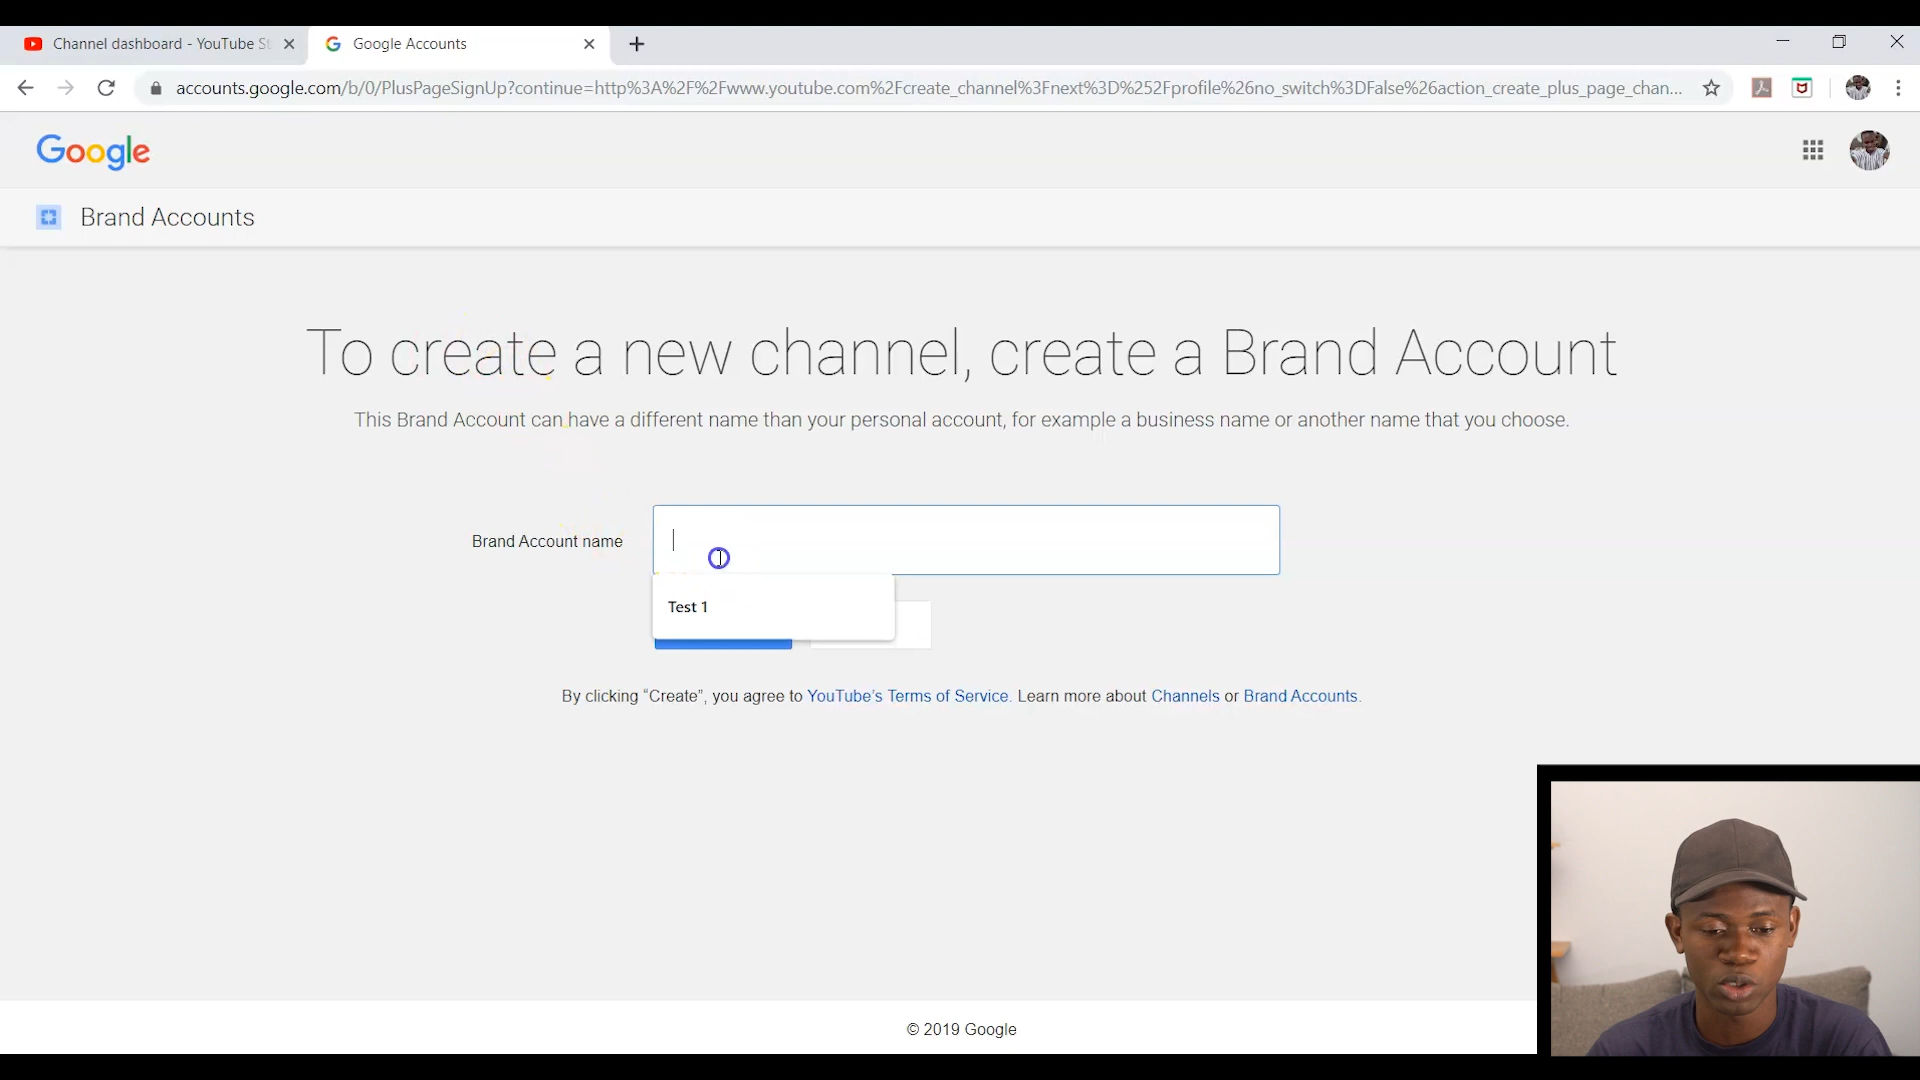 Channel dashboard - YouTube St
Google Accounts
accounts.google.com/b/0/PlusPageSignUp?continue=http%3A%2F%2Fwww.youtube.com%2Fcreate_channel%3Fnext%3D%252Fprofile%26no_switch%3DFalse%26action_create_plus_page_chan...
Google
Brand Accounts
To create a new channel, create a Brand Account
This Brand Account can have a different name than your personal account, for example a business name or another name that you choose.
Brand Account name
Test 1
By clicking “Create”, you agree to YouTube’s Terms of Service. Learn more about Channels or Brand Accounts.
© 2019 Google